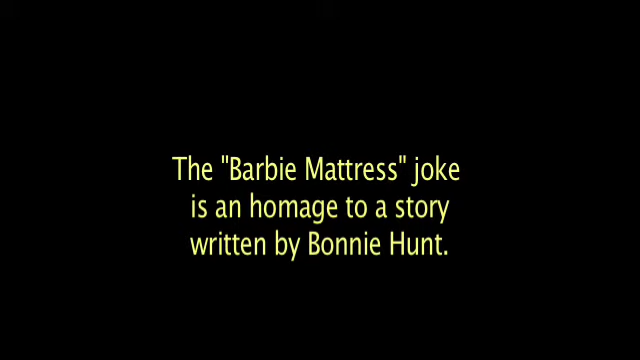 The "Barbie Mattress" joke
is an homage to a story
written by Bonnie Hunt.